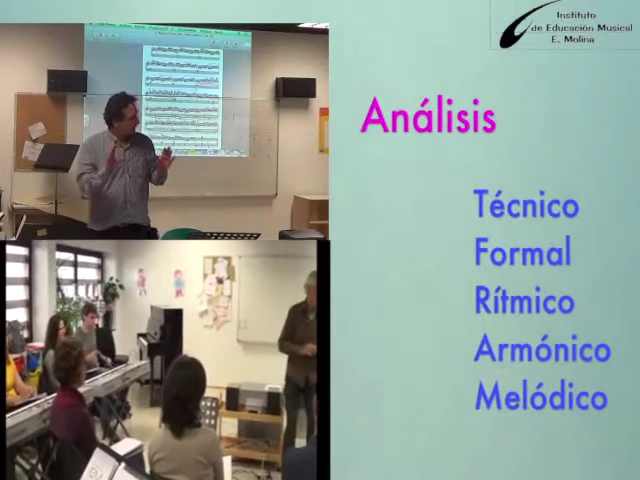 Instituto
de Educación Musical
E. Molina
Análisis
Técnico
Formal
Rítmico
Armónico
Melódico